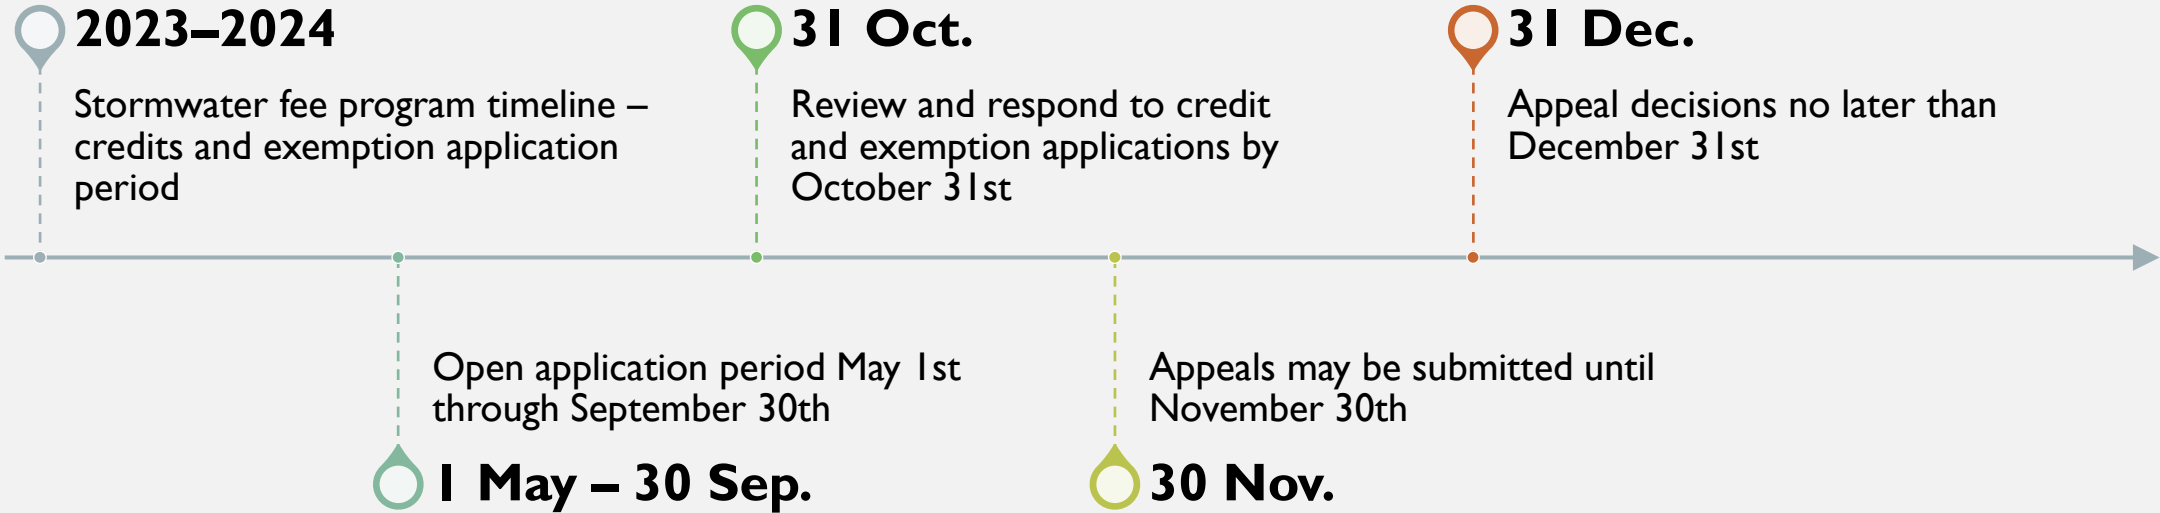 2023–2024
Stormwater fee program timeline –
credits and exemption application
period
1 May – 30 Sep.
Open application period May 1st
through September 30th
31 Oct.
Review and respond to credit
and exemption applications by
October 31st
30 Nov.
Appeals may be submitted until
November 30th
31 Dec.
Appeal decisions no later than
December 31st